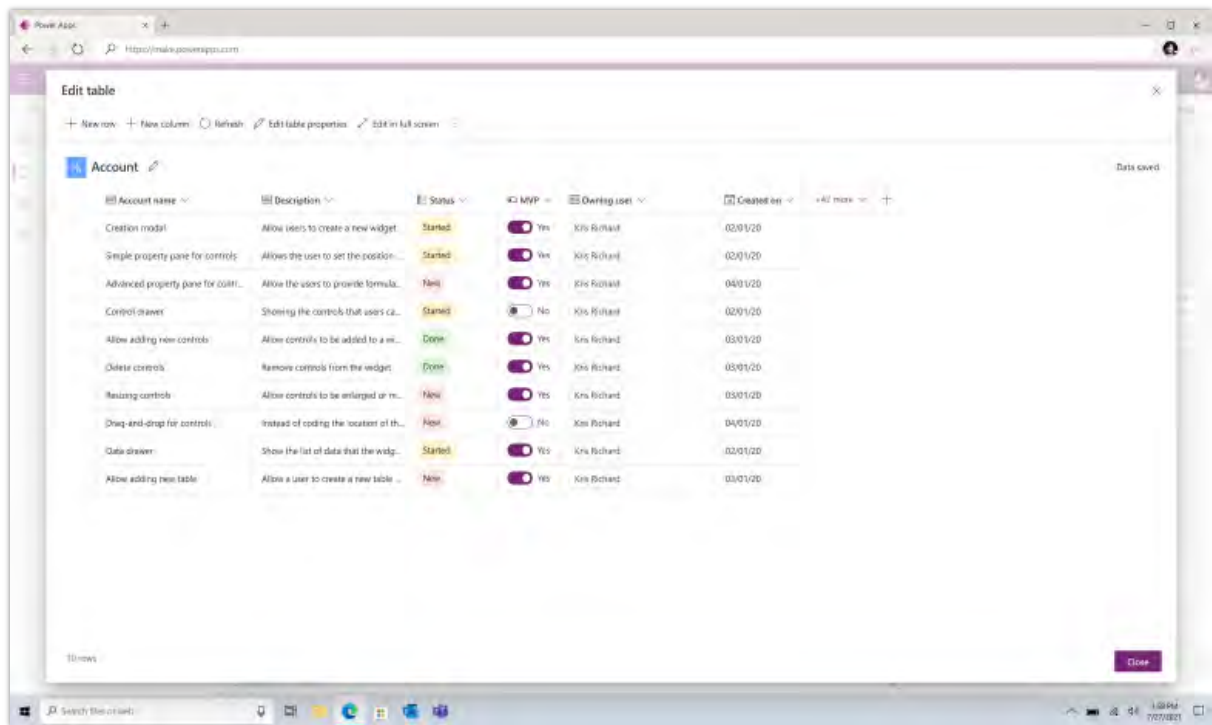 Power Apps
https://make.powerapps.com
Edit table
New row New column Refresh Edit table properties Edit in full screen
Account Data saved
Account name Description Status MVP Owning user Created on +42 more
Creation modal Allow users to create a new widget Started Yes Kris Richard 02/01/20
Simple property pane for controls Allows the user to set the position ... Started Yes Kris Richard 02/01/20
Advanced property pane for contr... Allow the users to provide formula... New Yes Kris Richard 04/01/20
Control drawer Showing the controls that users ca... Started No Kris Richard 02/01/20
Allow adding new controls Allow controls to be added to a wi... Done Yes Kris Richard 03/01/20
Delete controls Remove controls from the widget Done Yes Kris Richard 03/01/20
Resizing controls Allow controls to be enlarged or m... New Yes Kris Richard 03/01/20
Drag-and-drop for controls Instead of coding the location of th... New No Kris Richard 04/01/20
Data drawer Show the list of data that the widg... Started Yes Kris Richard 02/01/20
Allow adding new table Allow a user to create a new table ... New Yes Kris Richard 03/01/20
10 rows Close
Search files or web
PM
7/07/2021